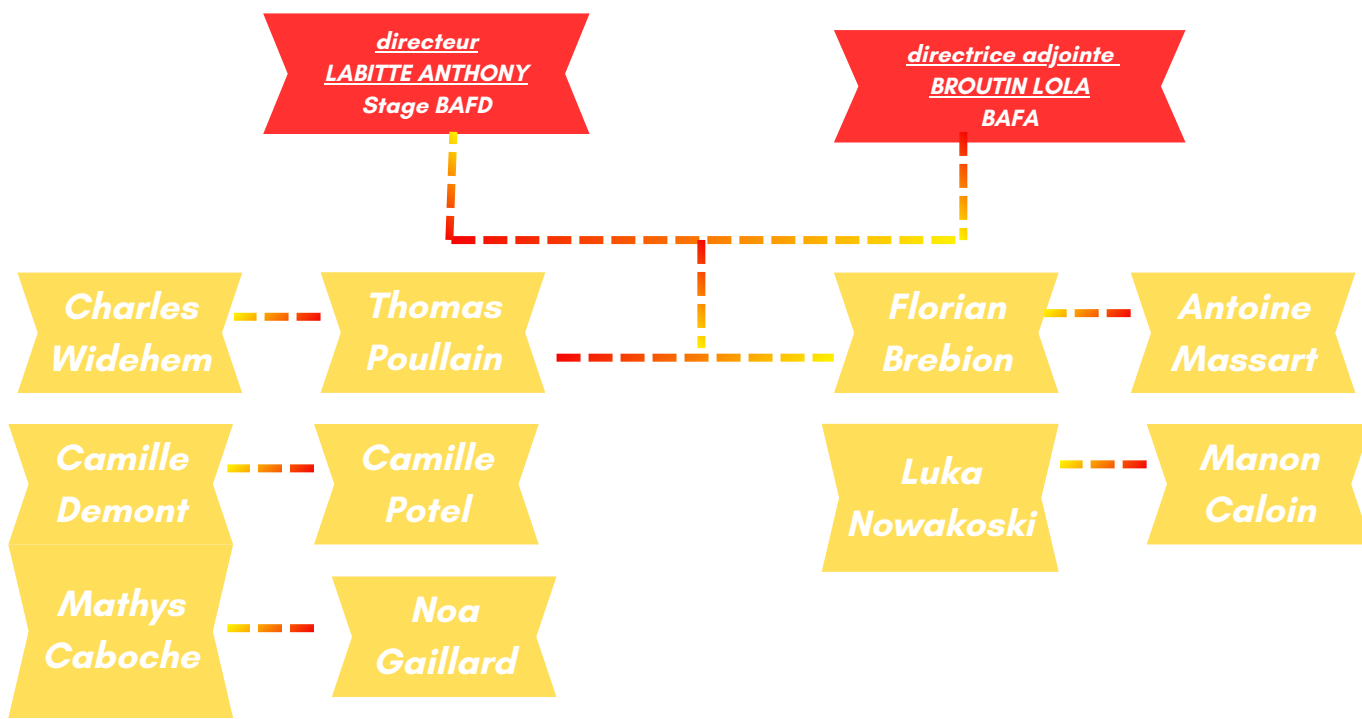 directeur
LABITTE ANTHONY
Stage BAFD
directrice adjointe
BROUTIN LOLA
BAFA
Charles
Widehem
Thomas
Poullain
Florian
Brebion
Antoine
Massart
Camille
Demont
Camille
Potel
Luka
Nowakoski
Manon
Caloin
Mathys
Caboche
Noa
Gaillard